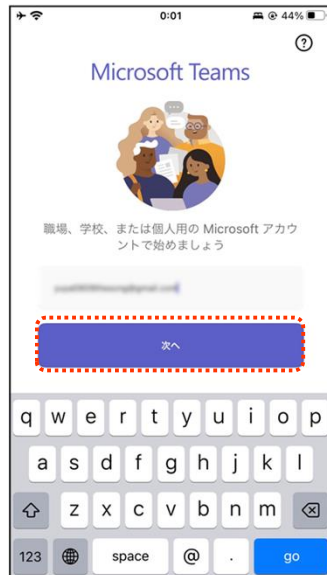 0:01
44%
?
Microsoft Teams
職場、学校、または個人用の Microsoft アカウ
ントで始めましょう
次へ
q w e r t y u i o p
a s d f g h j k l
z x c v b n m
123 space @ . go